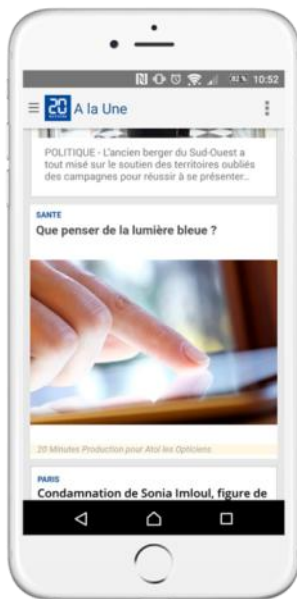 82% 10:52
20 A la Une
POLITIQUE - L'ancien berger du Sud-Ouest a
tout misé sur le soutien des territoires oubliés
des campagnes pour réussir à se présenter...
SANTE
Que penser de la lumière bleue ?
20 Minutes Production pour Atol les Opticiens
PARIS
Condamnation de Sonia Imloul, figure de